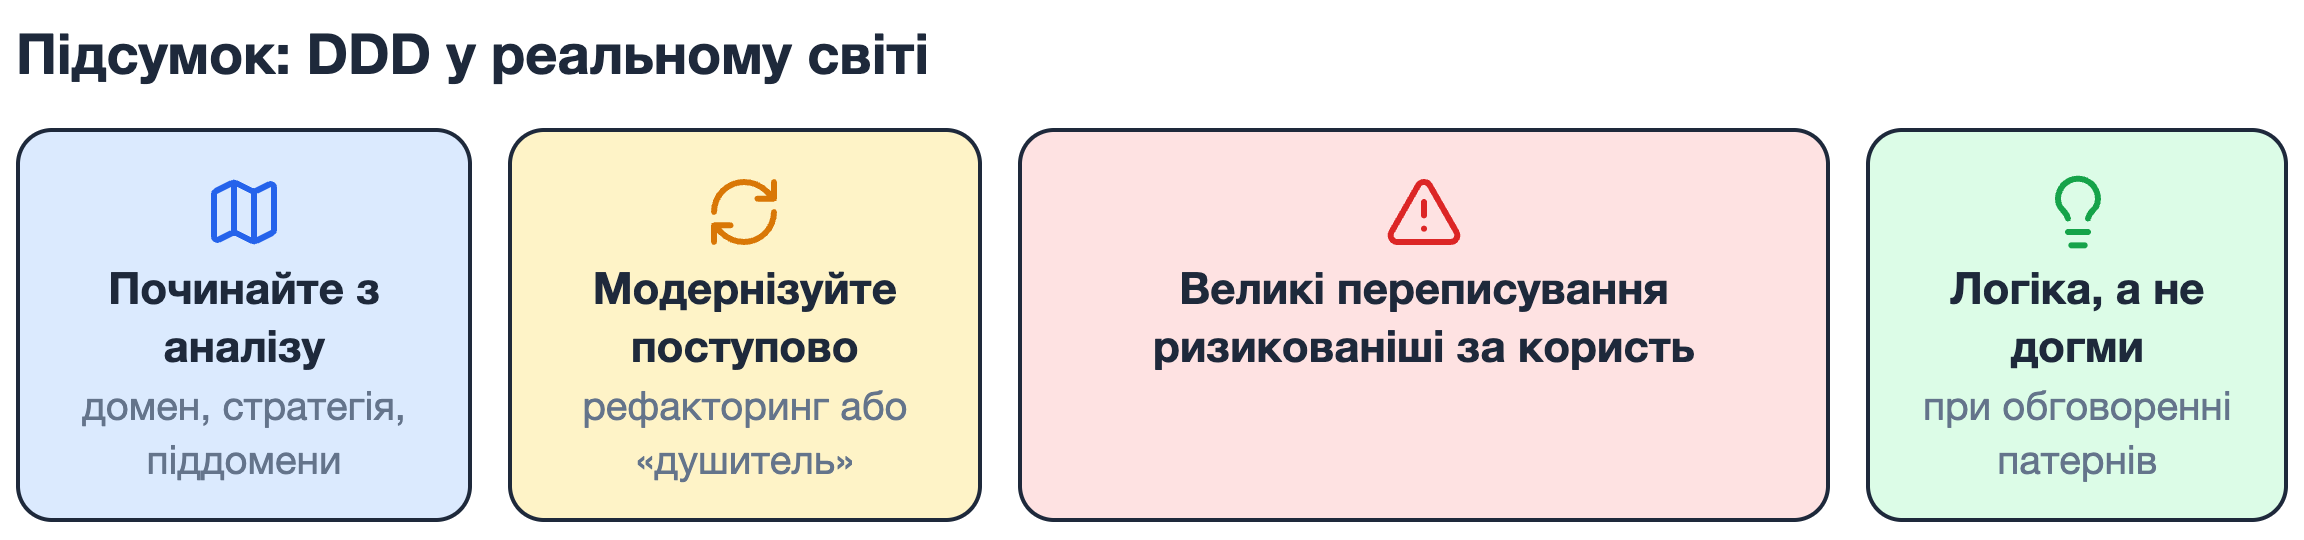 Підсумок: DDD у реальному світі
Починайте з
аналізу
домен, стратегія,
піддомени
Модернізуйте
поступово
рефакторинг або
«душитель»
Великі переписування
ризикованіші за користь
Логіка, а не
догми
при обговоренні
патернів